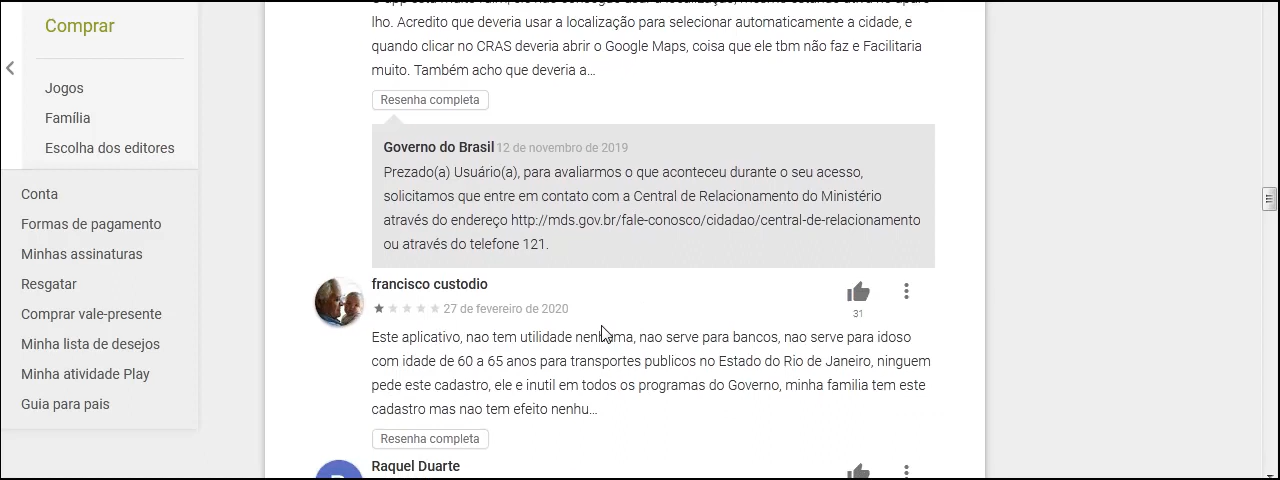 Comprar
Jogos
Família
Escolha dos editores
Conta
Formas de pagamento
Minhas assinaturas
Resgatar
Comprar vale-presente
Minha lista de desejos
Minha atividade Play
Guia para pais
lho. Acredito que deveria usar a localização para selecionar automaticamente a cidade, e
quando clicar no CRAS deveria abrir o Google Maps, coisa que ele tbm não faz e Facilitaria
muito. Também acho que deveria a...
Resenha completa
Governo do Brasil 12 de novembro de 2019
Prezado(a) Usuário(a), para avaliarmos o que aconteceu durante o seu acesso,
solicitamos que entre em contato com a Central de Relacionamento do Ministério
através do endereço http://mds.gov.br/fale-conosco/cidadao/central-de-relacionamento
ou através do telefone 121.
francisco custodio
27 de fevereiro de 2020
31
Este aplicativo, nao tem utilidade nenhuma, nao serve para bancos, nao serve para idoso
com idade de 60 a 65 anos para transportes publicos no Estado do Rio de Janeiro, ninguem
pede este cadastro, ele e inutil em todos os programas do Governo, minha familia tem este
cadastro mas nao tem efeito nenhu...
Resenha completa
Raquel Duarte